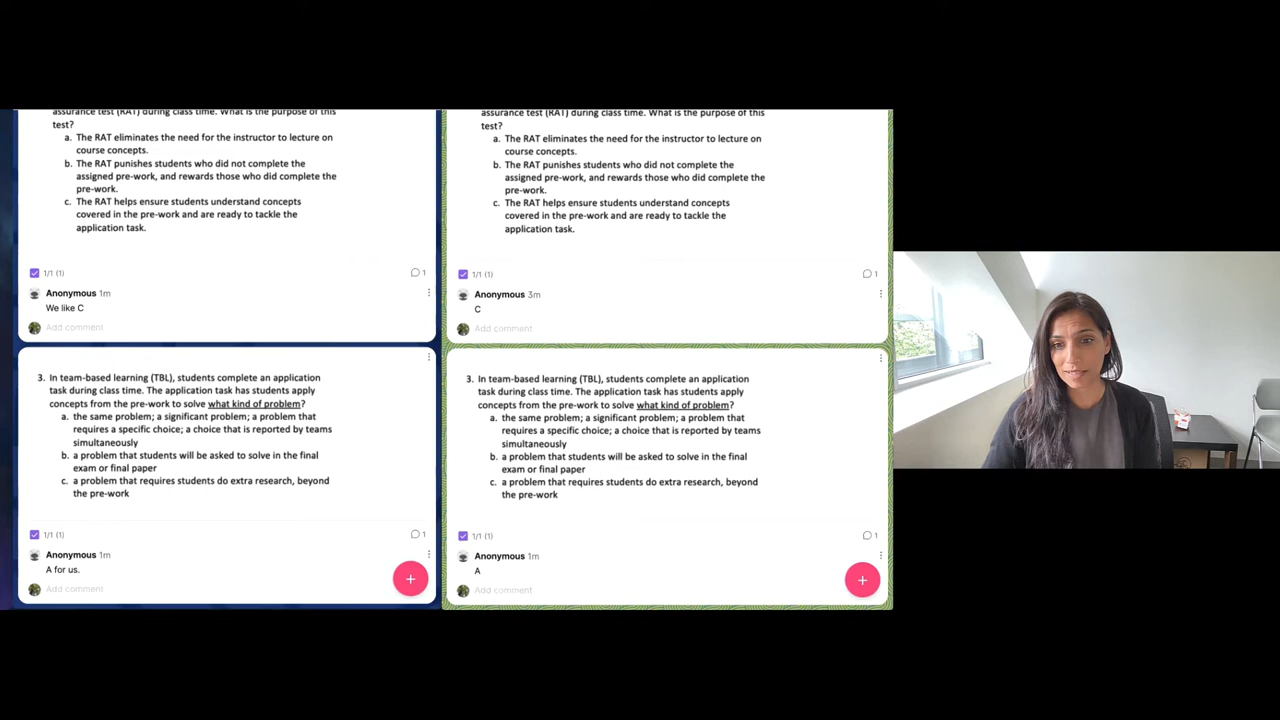 assurance test (RAT) during class time. What is the purpose of this
test?
a. The RAT eliminates the need for the instructor to lecture on
course concepts.
b. The RAT punishes students who did not complete the
assigned pre-work, and rewards those who did complete the
pre-work.
c. The RAT helps ensure students understand concepts
covered in the pre-work and are ready to tackle the
application task.
1/1 (1)
1
Anonymous 1m
We like C
Add comment
3. In team-based learning (TBL), students complete an application
task during class time. The application task has students apply
concepts from the pre-work to solve what kind of problem?
a. the same problem; a significant problem; a problem that
requires a specific choice; a choice that is reported by teams
simultaneously
b. a problem that students will be asked to solve in the final
exam or final paper
c. a problem that requires students do extra research, beyond
the pre-work
1/1 (1)
1
Anonymous 1m
A for us.
Add comment
assurance test (RAT) during class time. What is the purpose of this
test?
a. The RAT eliminates the need for the instructor to lecture on
course concepts.
b. The RAT punishes students who did not complete the
assigned pre-work, and rewards those who did complete the
pre-work.
c. The RAT helps ensure students understand concepts
covered in the pre-work and are ready to tackle the
application task.
1/1 (1)
1
Anonymous 3m
C
Add comment
3. In team-based learning (TBL), students complete an application
task during class time. The application task has students apply
concepts from the pre-work to solve what kind of problem?
a. the same problem; a significant problem; a problem that
requires a specific choice; a choice that is reported by teams
simultaneously
b. a problem that students will be asked to solve in the final
exam or final paper
c. a problem that requires students do extra research, beyond
the pre-work
1/1 (1)
1
Anonymous 1m
A
Add comment